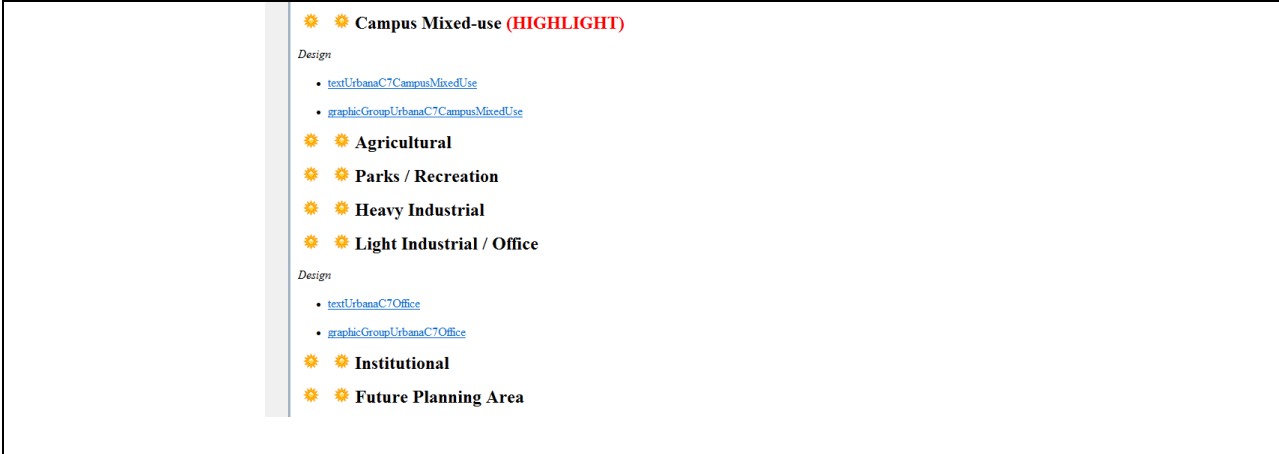 Campus Mixed-use (HIGHLIGHT)
Design
textUrbanaC7CampusMixedUse
graphicGroupUrbanaC7CampusMixedUse
Agricultural
Parks / Recreation
Heavy Industrial
Light Industrial / Office
Design
textUrbanaC7Office
graphicGroupUrbanaC7Office
Institutional
Future Planning Area